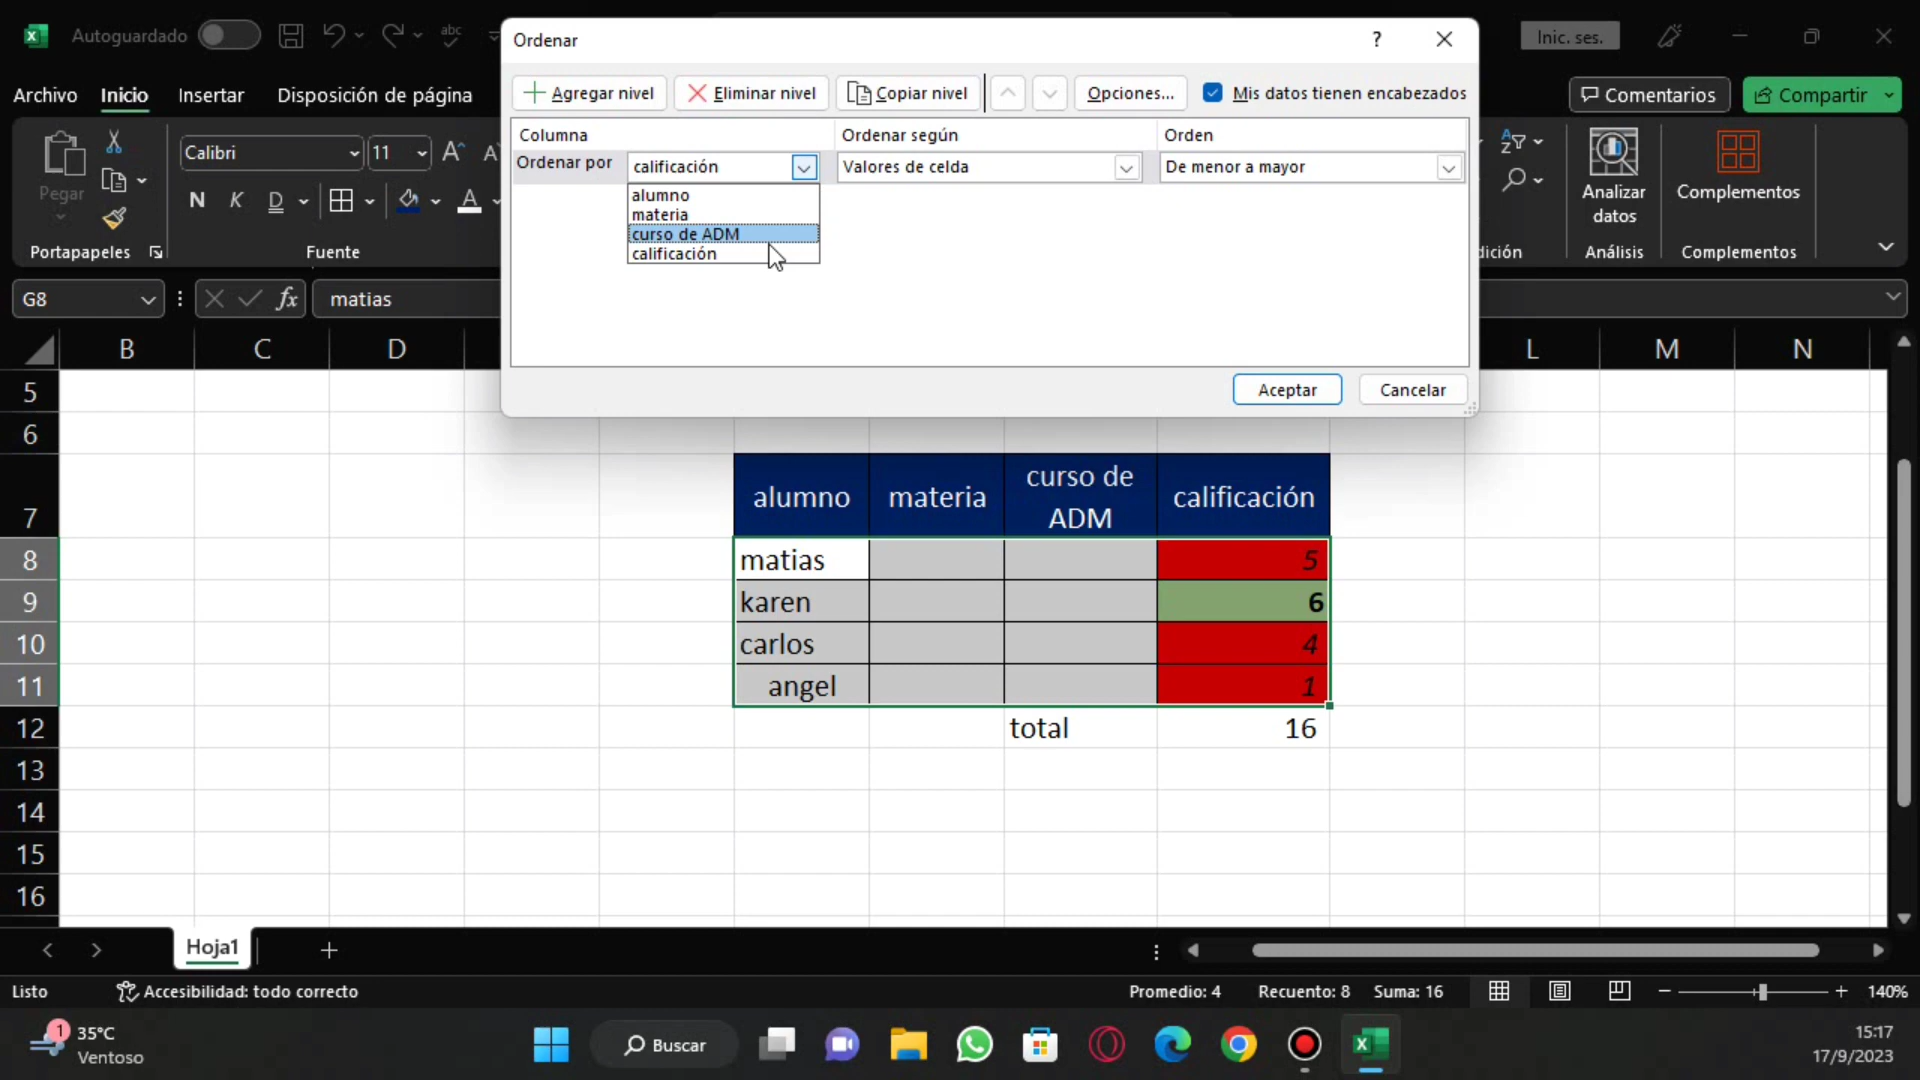 Autoguardado
abc
Inic. ses.
Ordenar
?
Agregar nivel
Eliminar nivel
Copiar nivel
Opciones...
Mis datos tienen encabezados
Columna
Ordenar según
Orden
Ordenar por
calificación
Valores de celda
De menor a mayor
alumno
materia
curso de ADM
calificación
Aceptar
Cancelar
Archivo
Inicio
Insertar
Disposición de página
Comentarios
Compartir
Pegar
Portapapeles
Calibri
11
A
A
N
K
D
A
Fuente
dición
Analizar
datos
Análisis
Complementos
Complementos
G8
fx
matias
B
C
D
L
M
N
5
6
7
8
9
10
11
12
13
14
15
16
alumno
materia
curso de
ADM
calificación
matias
5
karen
6
carlos
4
angel
1
total
16
Hoja1
Listo
Accesibilidad: todo correcto
Promedio: 4
Recuento: 8
Suma: 16
140%
1
35°C
Ventoso
Buscar
15:17
17/9/2023